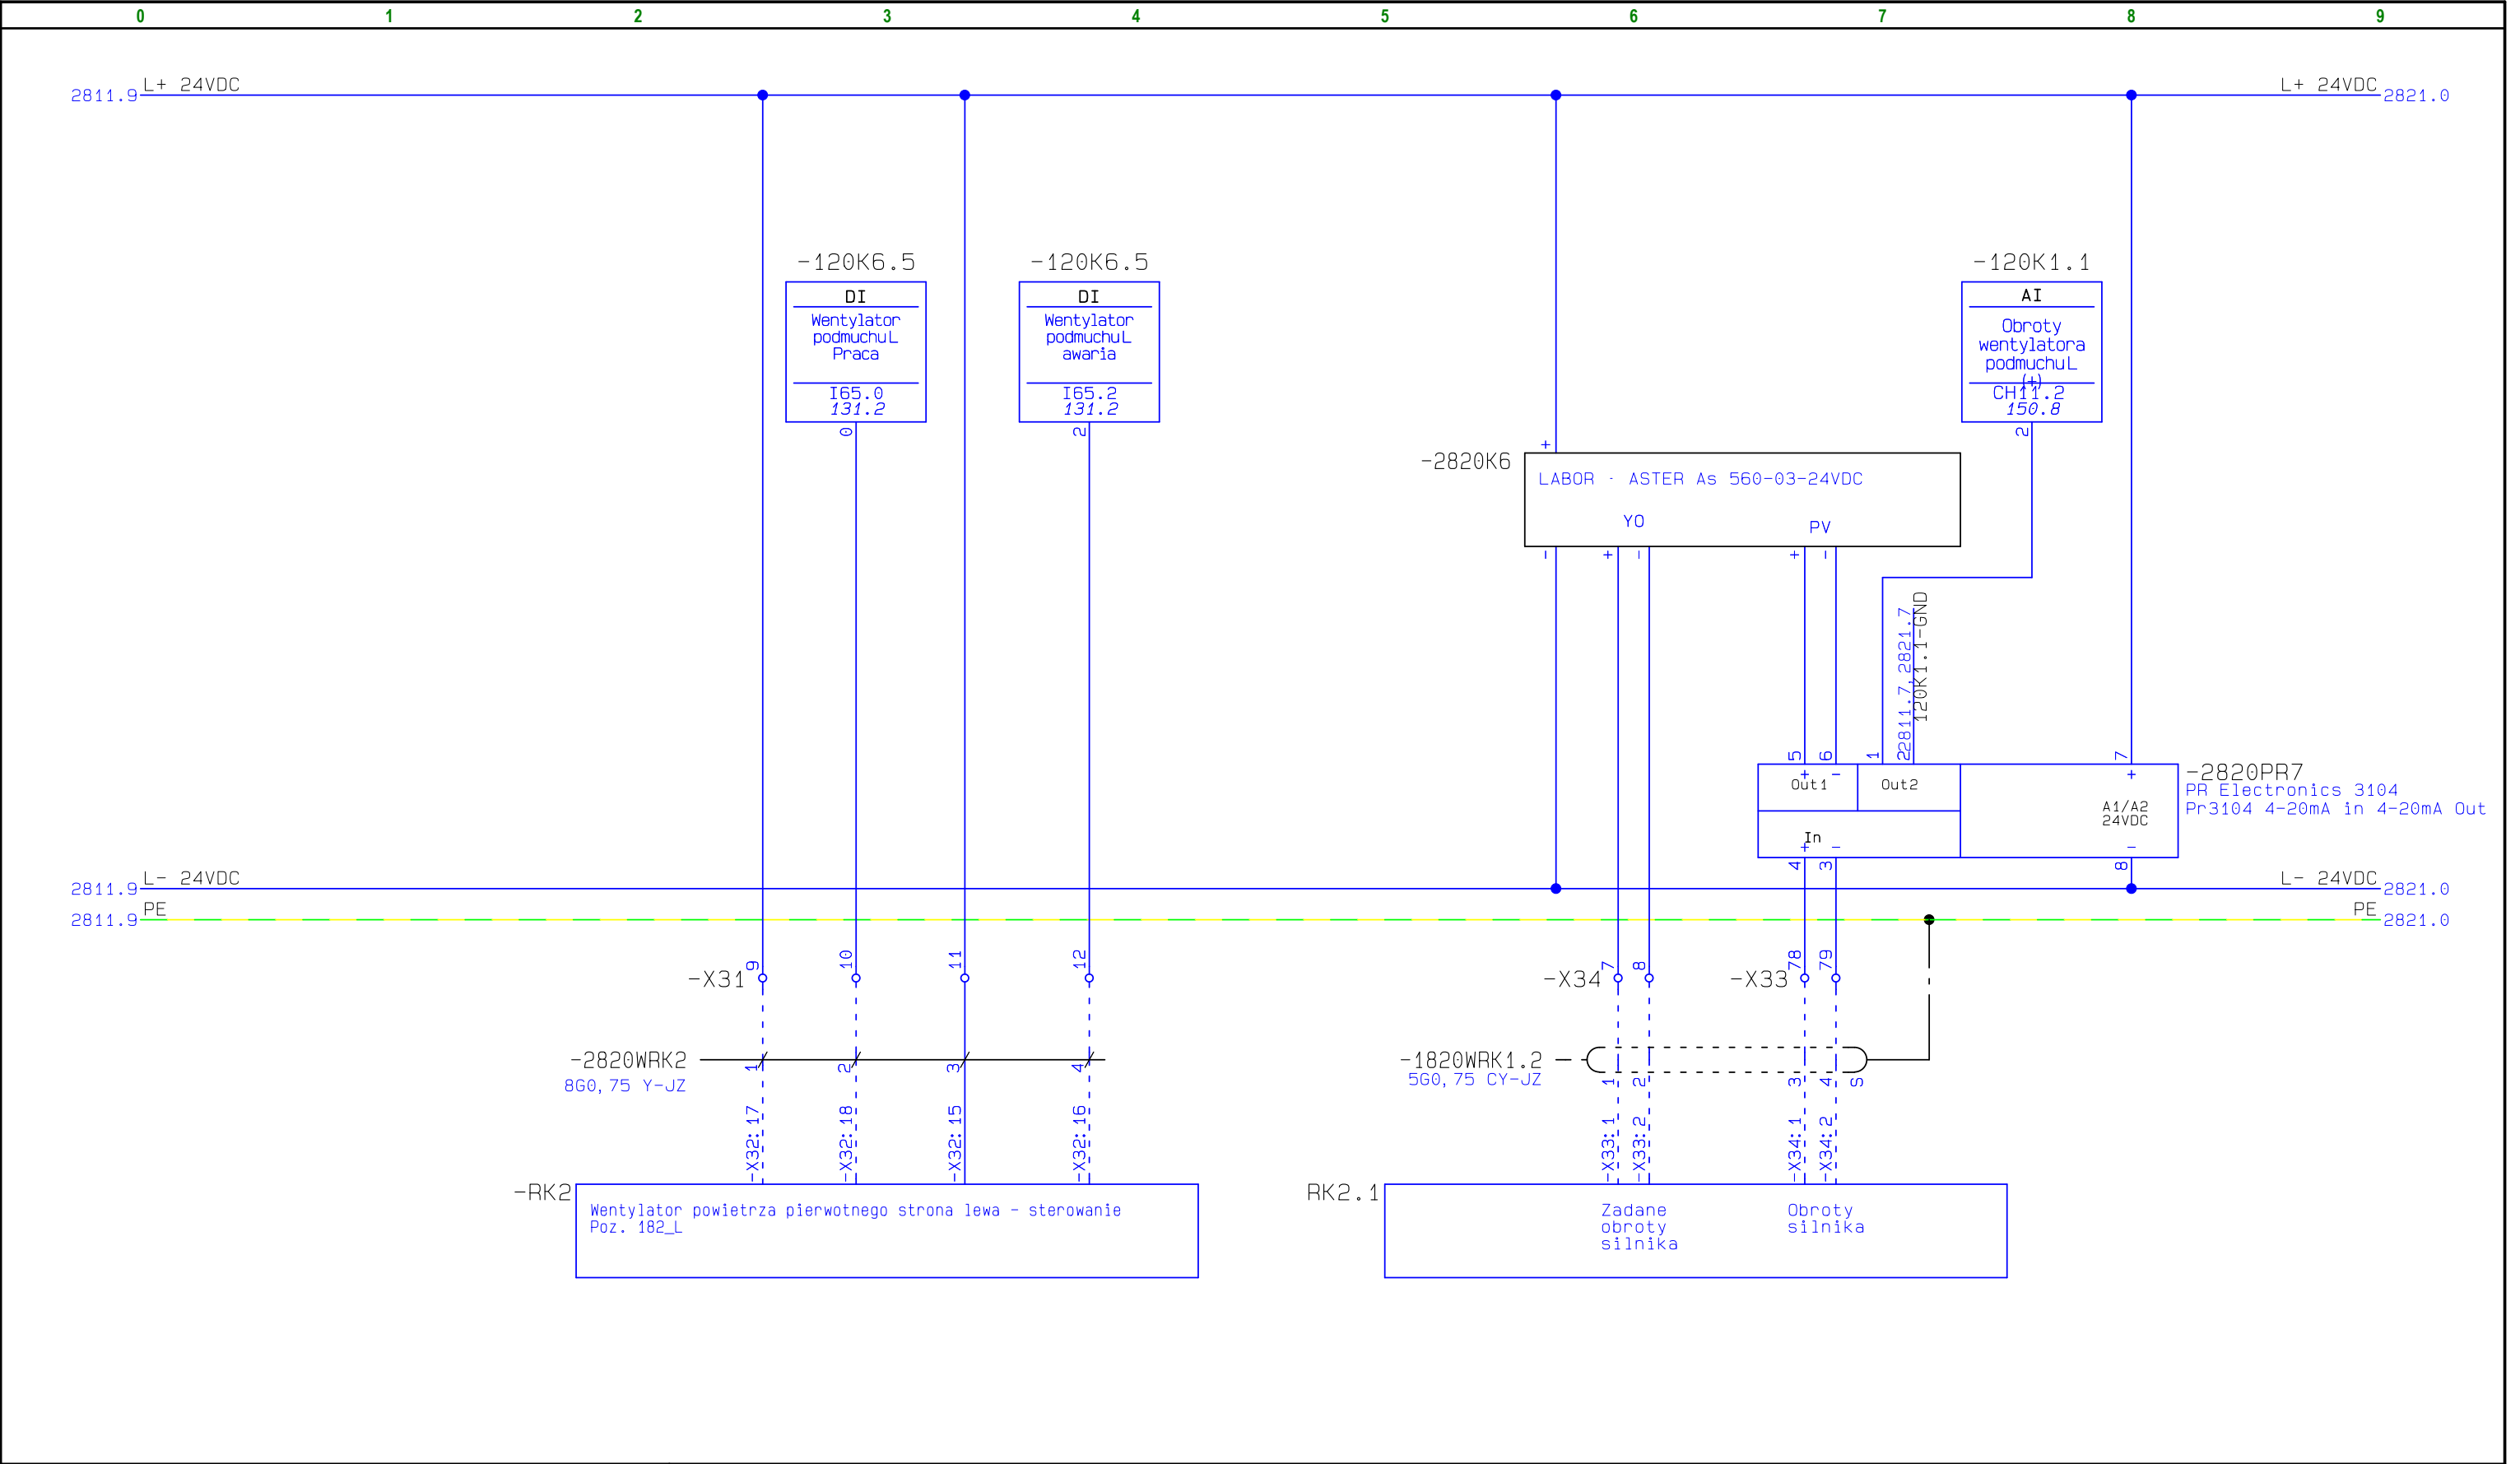 0 1 2 3 4 5 6 7 8 9
2811.9 L+ 24VDC
L+ 24VDC 2821.0
-120K6.5
DI
Wentylator
podmuchuL
Praca
I65.0
131.2
0
-120K6.5
DI
Wentylator
podmuchuL
awaria
I65.2
131.2
2
-120K1.1
AI
Obroty
wentylatora
podmuchuL
(+)
CH11.2
150.8
2
-2820K6
+
LABOR - ASTER As 560-03-24VDC
YO
PV
- + - + -
2811.7,2821.7
120K1.1-GND
5 6 1 2 7
+ - +
Out1 Out2
A1/A2
24VDC
In
+ - -
4 3 8
-2820PR7
PR Electronics 3104
Pr3104 4-20mA in 4-20mA Out
2811.9 L- 24VDC
L- 24VDC 2821.0
2811.9 PE
PE 2821.0
-X31 9 10 11 12
-X34 7 8
-X33 78 79
-2820WRK2
8G0,75 Y-JZ
1 2 3 4
-1820WRK1.2
5G0,75 CY-JZ
1 2 3 4 S
-X32:17 -X32:18 -X32:15 -X32:16
-X33:1 -X33:2 -X34:1 -X34:2
-RK2
Wentylator powietrza pierwotnego strona lewa - sterowanie
Poz. 182_L
RK2.1
Zadane
obroty
silnika
Obroty
silnika